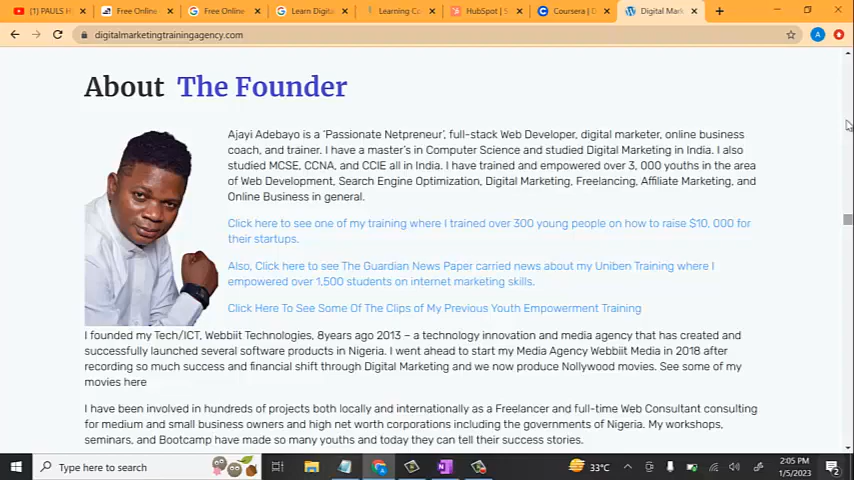 (1) PAULS H
Free Online
Free Online
Learn Digita
Learning Co
HubSpot | S
Coursera | D
Digital Mark
digitalmarketingtrainingagency.com
A
About The Founder
Ajayi Adebayo is a 'Passionate Netpreneur', full-stack Web Developer, digital marketer, online business
coach, and trainer. I have a master's in Computer Science and studied Digital Marketing in India. I also
studied MCSE, CCNA, and CCIE all in India. I have trained and empowered over 3, 000 youths in the area
of Web Development, Search Engine Optimization, Digital Marketing, Freelancing, Affiliate Marketing, and
Online Business in general.
Click here to see one of my training where I trained over 300 young people on how to raise $10, 000 for
their startups.
Also, Click here to see The Guardian News Paper carried news about my Uniben Training where I
empowered over 1,500 students on internet marketing skills.
Click Here To See Some Of The Clips of My Previous Youth Empowerment Training
I founded my Tech/ICT, Webbiit Technologies, 8years ago 2013 – a technology innovation and media agency that has created and
successfully launched several software products in Nigeria. I went ahead to start my Media Agency Webbiit Media in 2018 after
recording so much success and financial shift through Digital Marketing and we now produce Nollywood movies. See some of my
movies here
I have been involved in hundreds of projects both locally and internationally as a Freelancer and full-time Web Consultant consulting
for medium and small business owners and high net worth corporations including the governments of Nigeria. My workshops,
seminars, and Bootcamp have made so many youths and today they can tell their success stories.
Type here to search
33°C
2:05 PM
1/5/2023
2